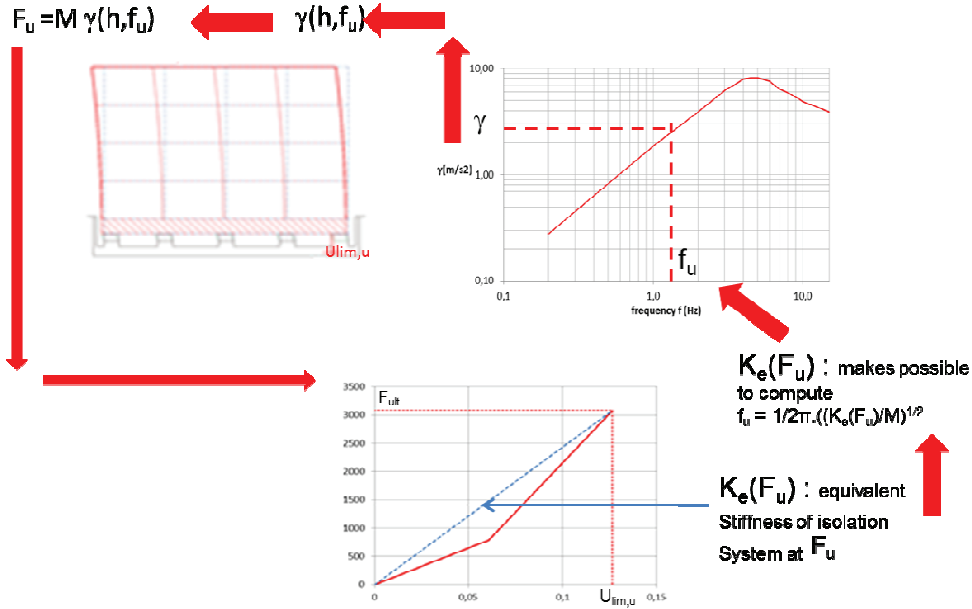 Fu =M γ(h,fu)
γ(h,fu)
Ulim,u
10,00
γ
γ[m/s2]
1,00
0,10
fu
0,1
1,0
10,0
frequency f (Hz)
Ke(Fu) : makes possible
to compute
fu = 1/2π.((Ke(Fu)/M)1/2
3500
Fult
3000
2500
2000
1500
1000
500
0
0
0,05
0,1
Ulim,u
0,15
Ke(Fu) : equivalent
Stiffness of isolation
System at Fu